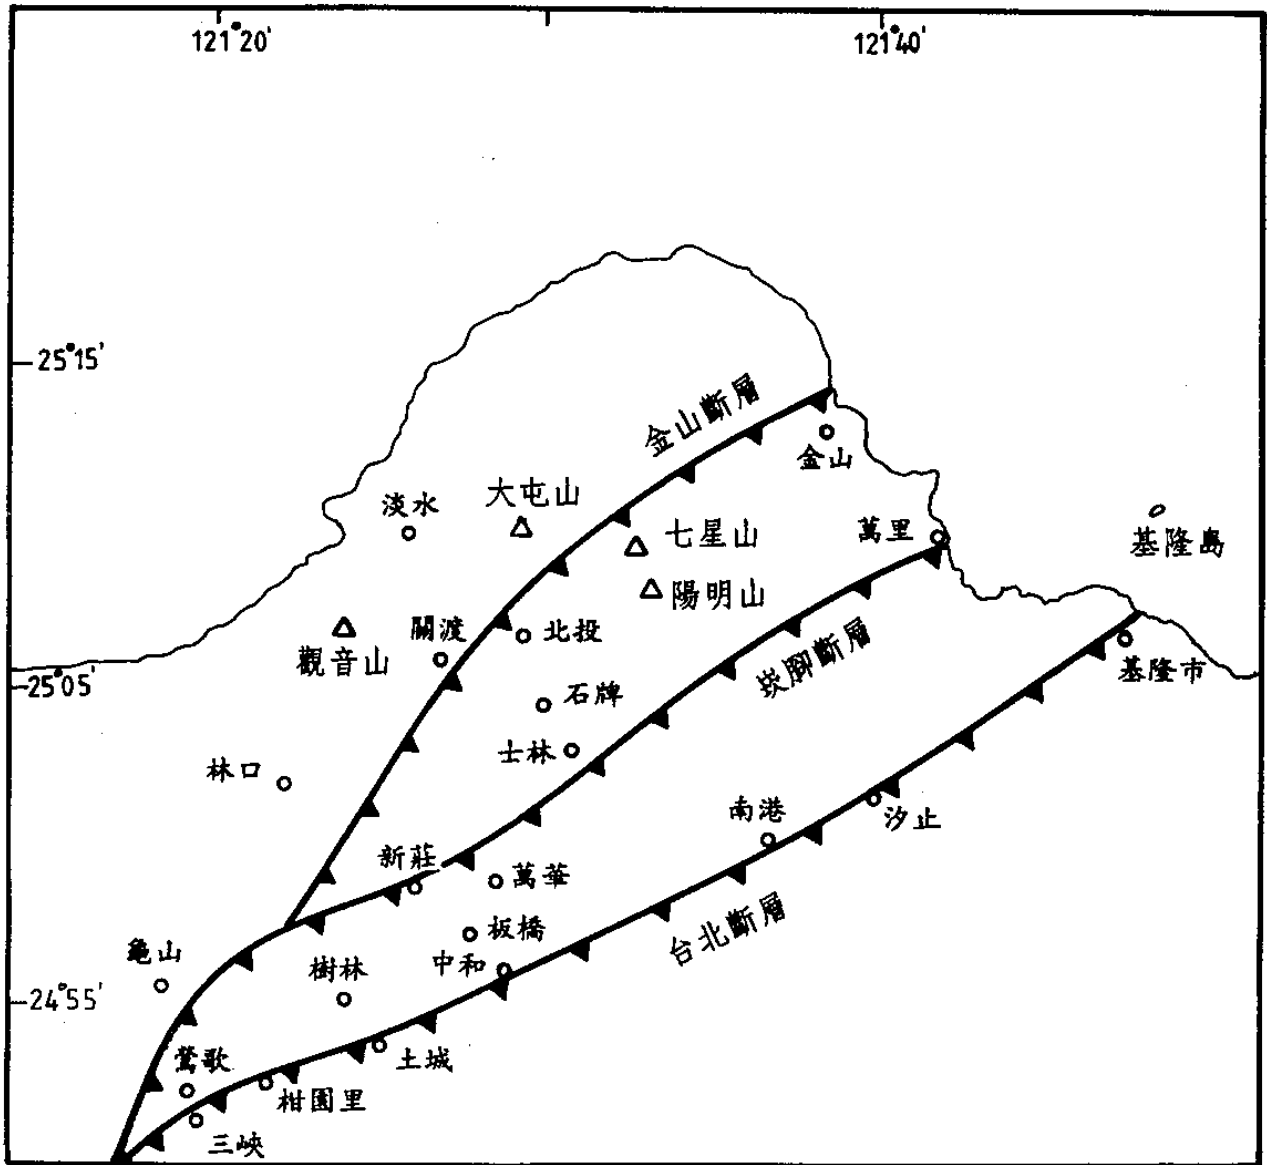 121°20'
121°40'
25°15'
金山斷層
金山
淡水
大屯山
七星山
萬里
基隆島
陽明山
關渡
北投
觀音山
崁腳斷層
基隆市
25°05'
石牌
士林
林口
南港
汐止
新莊
萬華
板橋
台北斷層
中和
龜山
樹林
24°55'
鶯歌
土城
柑園里
三峽